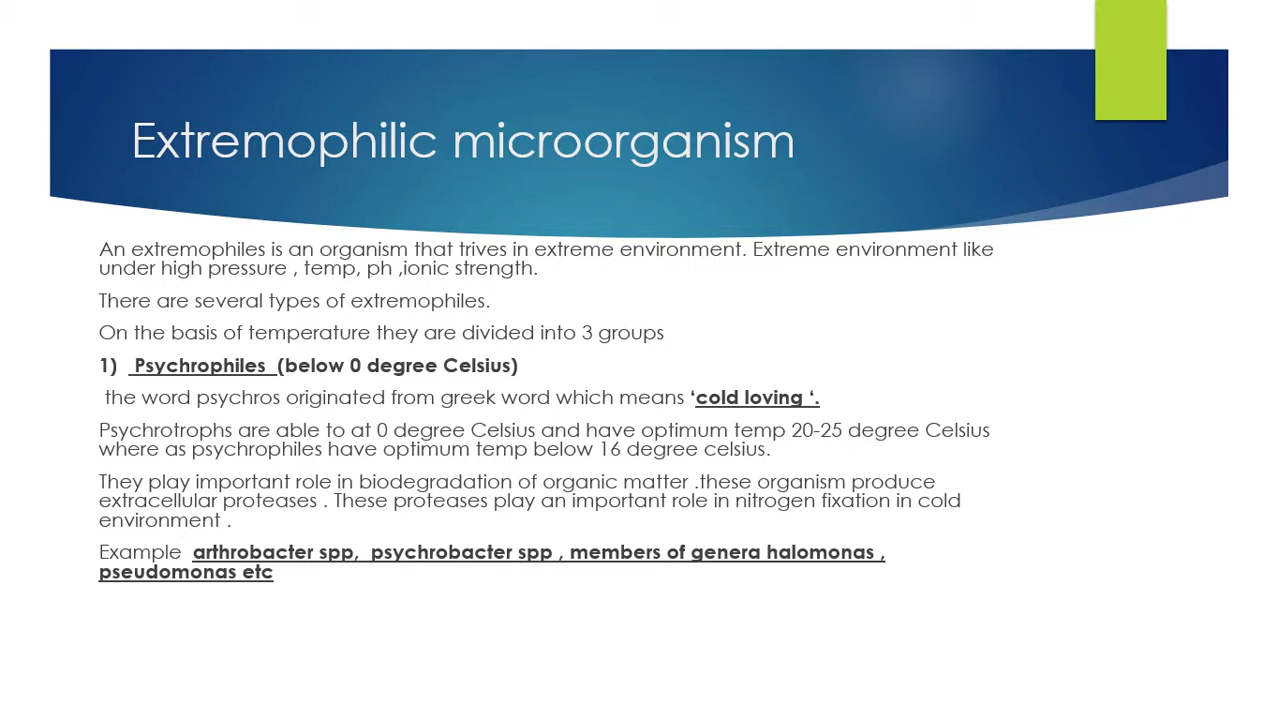 Extremophilic microorganism
An extremophiles is an organism that trives in extreme environment. Extreme environment like
under high pressure , temp, ph ,ionic strength.
There are several types of extremophiles.
On the basis of temperature they are divided into 3 groups
1) Psychrophiles (below 0 degree Celsius)
the word psychros originated from greek word which means ‘cold loving ‘.
Psychrotrophs are able to at 0 degree Celsius and have optimum temp 20-25 degree Celsius
where as psychrophiles have optimum temp below 16 degree celsius.
They play important role in biodegradation of organic matter .these organism produce
extracellular proteases . These proteases play an important role in nitrogen fixation in cold
environment .
Example arthrobacter spp, psychrobacter spp , members of genera halomonas ,
pseudomonas etc